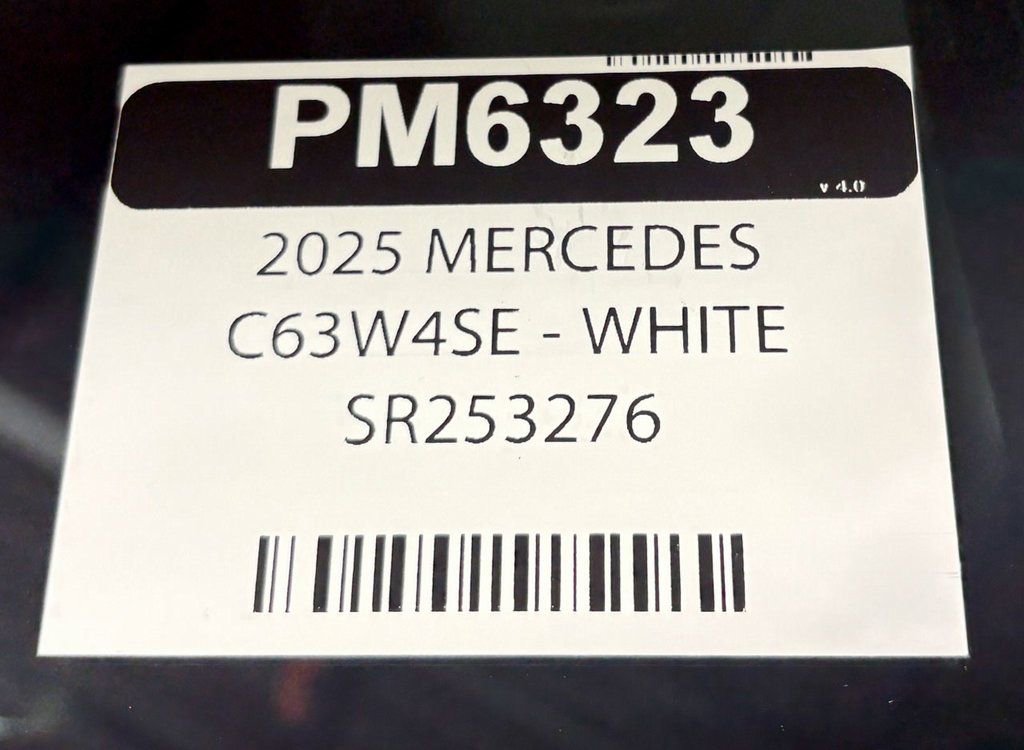 PM6323
v 4.0
2025 MERCEDES
C63W4SE - WHITE
SR253276